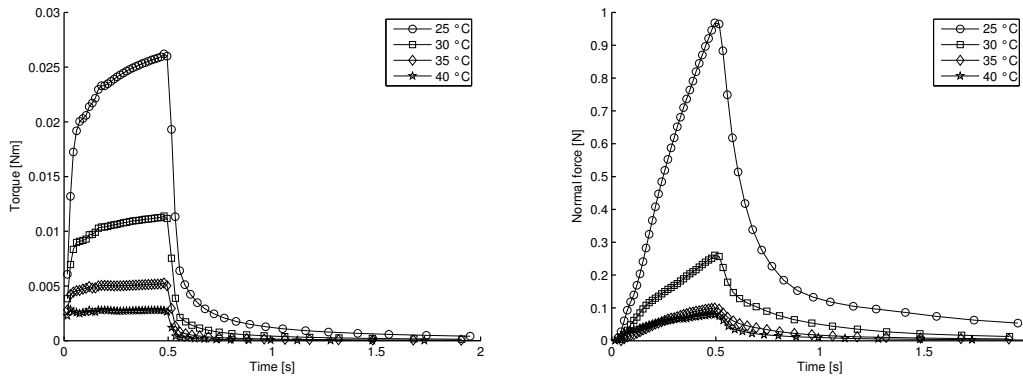 0.03
0.025
0.02
0.015
0.01
0.005
0
0 0.5 1 1.5 2
Torque [Nm]
Time [s]
25 °C
30 °C
35 °C
40 °C
1
0.9
0.8
0.7
0.6
0.5
0.4
0.3
0.2
0.1
0
0 0.5 1 1.5
Normal force [N]
Time [s]
25 °C
30 °C
35 °C
40 °C